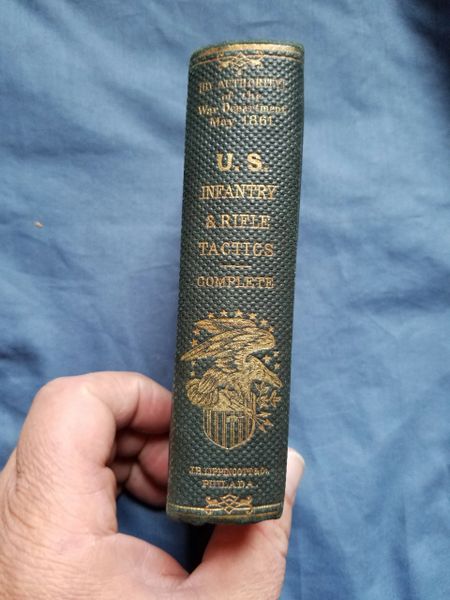 BY AUTHORITY
of the
War Department
May 1861
U. S.
INFANTRY
& RIFLE
TACTICS
COMPLETE
J.B. LIPPINCOTT & Co.
PHILADA.